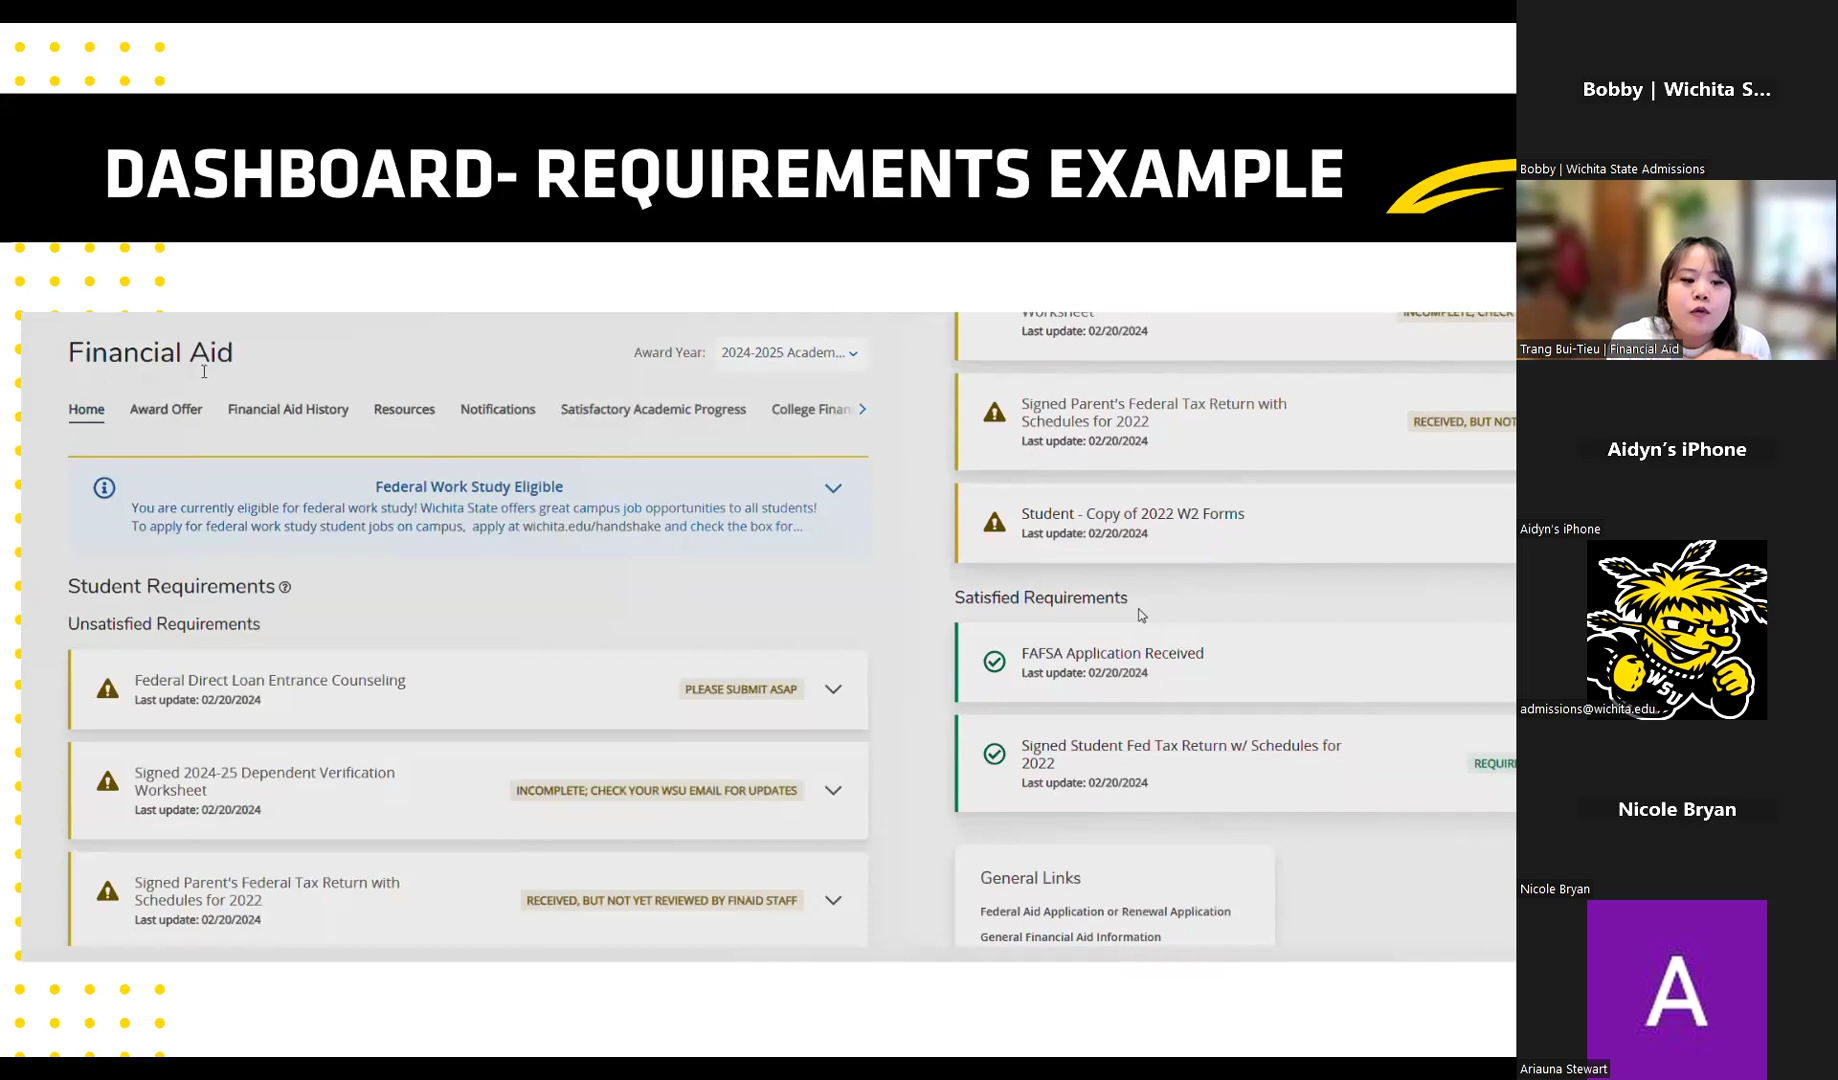 DASHBOARD- REQUIREMENTS EXAMPLE
Financial Aid
Award Year: 2024-2025 Academ...
Home Award Offer Financial Aid History Resources Notifications Satisfactory Academic Progress College Finan
Federal Work Study Eligible
You are currently eligible for federal work study! Wichita State offers great campus job opportunities to all students!
To apply for federal work study student jobs on campus, apply at wichita.edu/handshake and check the box for...
Student Requirements
Unsatisfied Requirements
Federal Direct Loan Entrance Counseling
Last update: 02/20/2024
PLEASE SUBMIT ASAP
Signed 2024-25 Dependent Verification
Worksheet
Last update: 02/20/2024
INCOMPLETE; CHECK YOUR WSU EMAIL FOR UPDATES
Signed Parent's Federal Tax Return with
Schedules for 2022
Last update: 02/20/2024
RECEIVED, BUT NOT YET REVIEWED BY FINAID STAFF
Worksheet
Last update: 02/20/2024
INCOMPLETE; CHECK
Signed Parent's Federal Tax Return with
Schedules for 2022
Last update: 02/20/2024
RECEIVED, BUT NOT
Student - Copy of 2022 W2 Forms
Last update: 02/20/2024
Satisfied Requirements
FAFSA Application Received
Last update: 02/20/2024
Signed Student Fed Tax Return w/ Schedules for
2022
Last update: 02/20/2024
REQUIR
General Links
Federal Aid Application or Renewal Application
General Financial Aid Information
Bobby | Wichita S...
Bobby | Wichita State Admissions
Trang Bui-Tieu | Financial Aid
Aidyn's iPhone
Aidyn's iPhone
WSU
admissions@wichita.edu
Nicole Bryan
Nicole Bryan
A
Ariauna Stewart